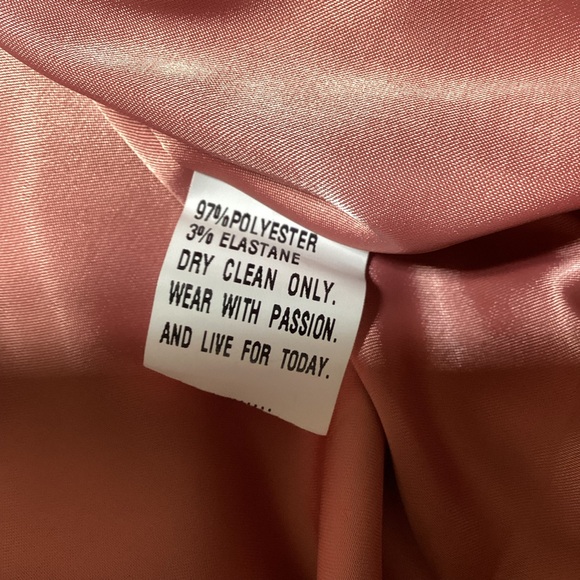 97%POLYESTER
3% ELASTANE
DRY CLEAN ONLY.
WEAR WITH PASSION.
AND LIVE FOR TODAY.